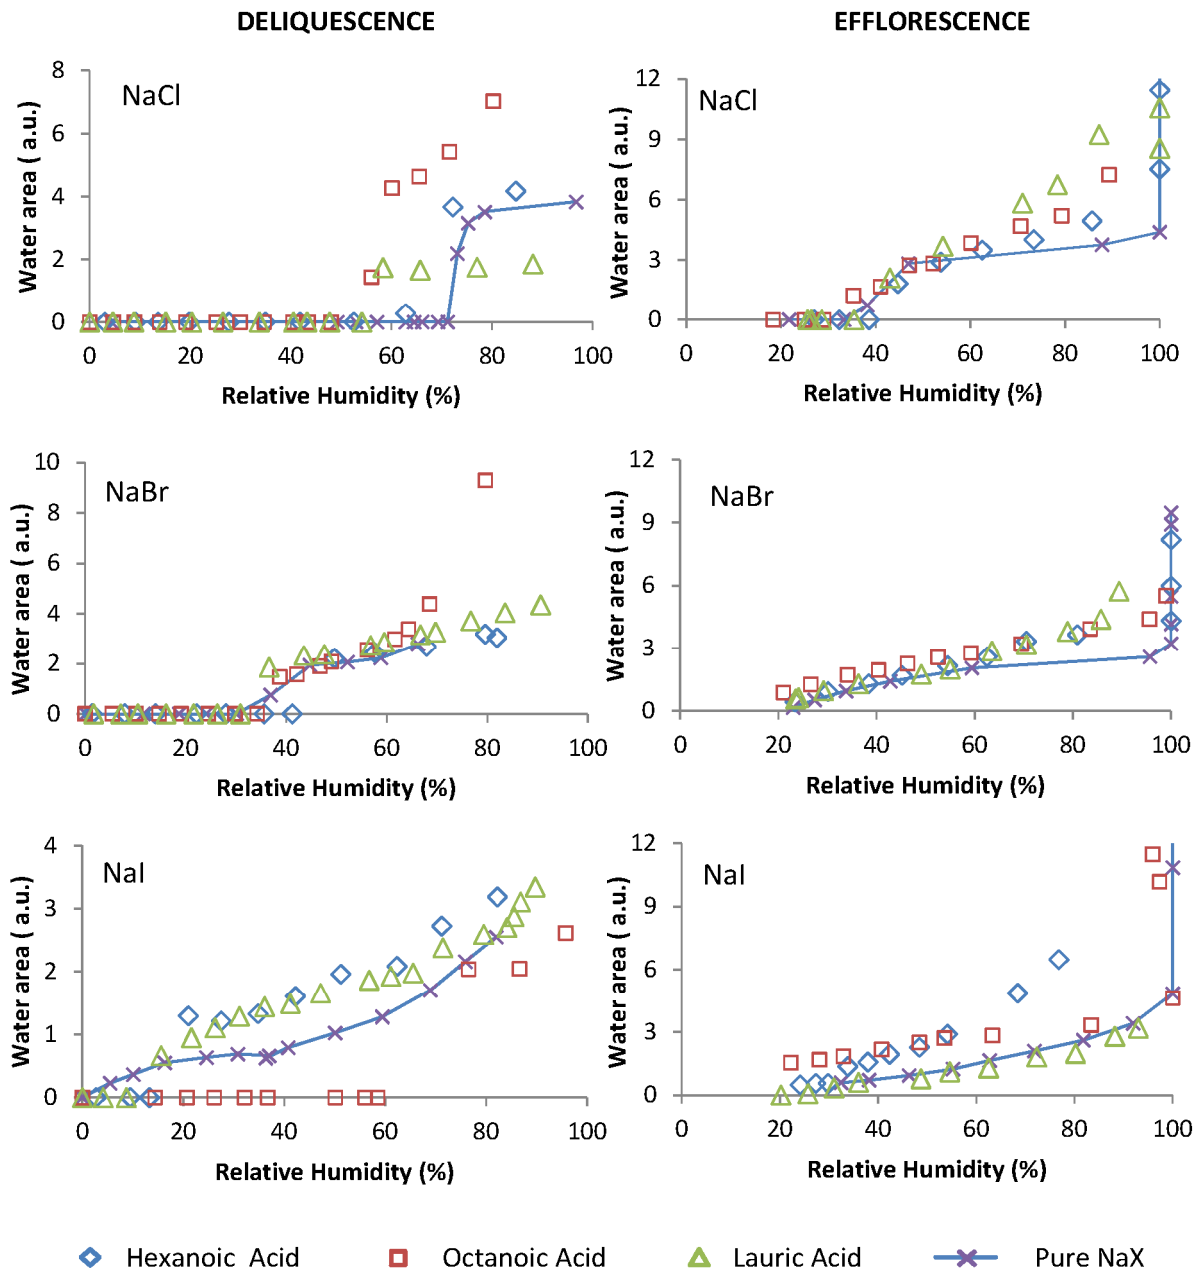 DELIQUESCENCE EFFLORESCENCE
NaCl
Water area ( a.u.)
8
6
4
2
0
0 20 40 60 80 100
Relative Humidity (%)
NaCl
Water area ( a.u.)
12
9
6
3
0
0 20 40 60 80 100
Relative Humidity (%)
NaBr
Water area ( a.u.)
10
8
6
4
2
0
0 20 40 60 80 100
Relative Humidity (%)
NaBr
Water area ( a.u.)
12
9
6
3
0
0 20 40 60 80 100
Relative Humidity (%)
NaI
Water area ( a.u.)
4
3
2
1
0
0 20 40 60 80 100
Relative Humidity (%)
NaI
Water area ( a.u.)
12
9
6
3
0
0 20 40 60 80 100
Relative Humidity (%)
Hexanoic Acid Octanoic Acid Lauric Acid Pure NaX